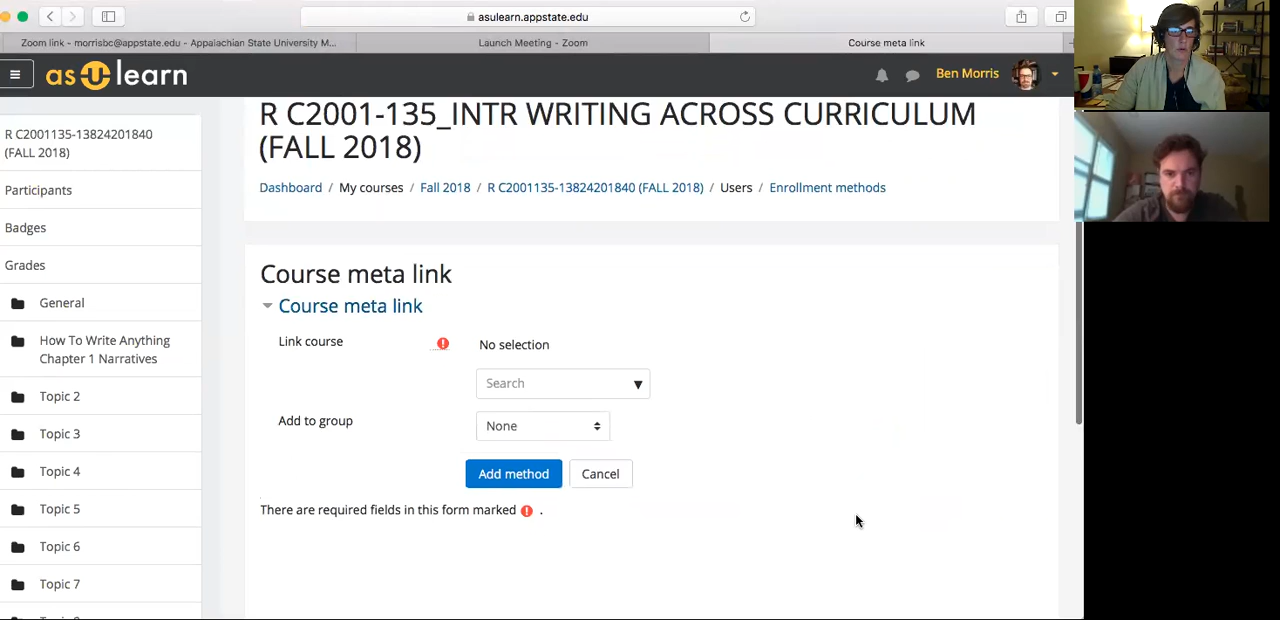 asulearn.appstate.edu
Zoom link - morrisbc@appstate.edu - Appalachian State University M...
Launch Meeting - Zoom
Course meta link
asulearn
Ben Morris
R C2001135-13824201840
(FALL 2018)
Participants
Badges
Grades
General
How To Write Anything
Chapter 1 Narratives
Topic 2
Topic 3
Topic 4
Topic 5
Topic 6
Topic 7
R C2001-135_INTR WRITING ACROSS CURRICULUM
(FALL 2018)
Dashboard / My courses / Fall 2018 / R C2001135-13824201840 (FALL 2018) / Users / Enrollment methods
Course meta link
Course meta link
Link course
No selection
Search
Add to group
None
Add method
Cancel
There are required fields in this form marked .